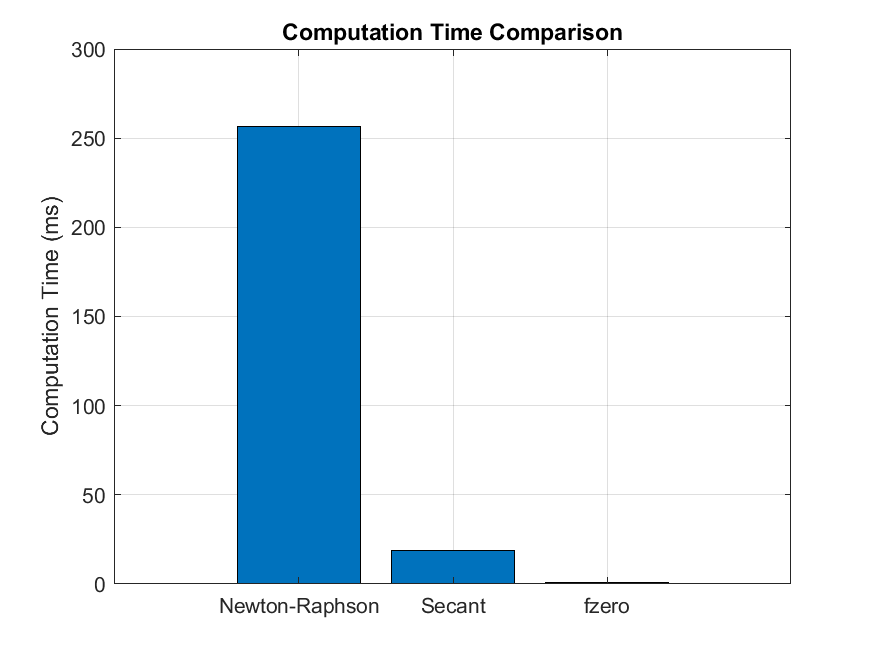 Computation Time Comparison
Computation Time (ms)
300
250
200
150
100
50
0
Newton-Raphson
Secant
fzero